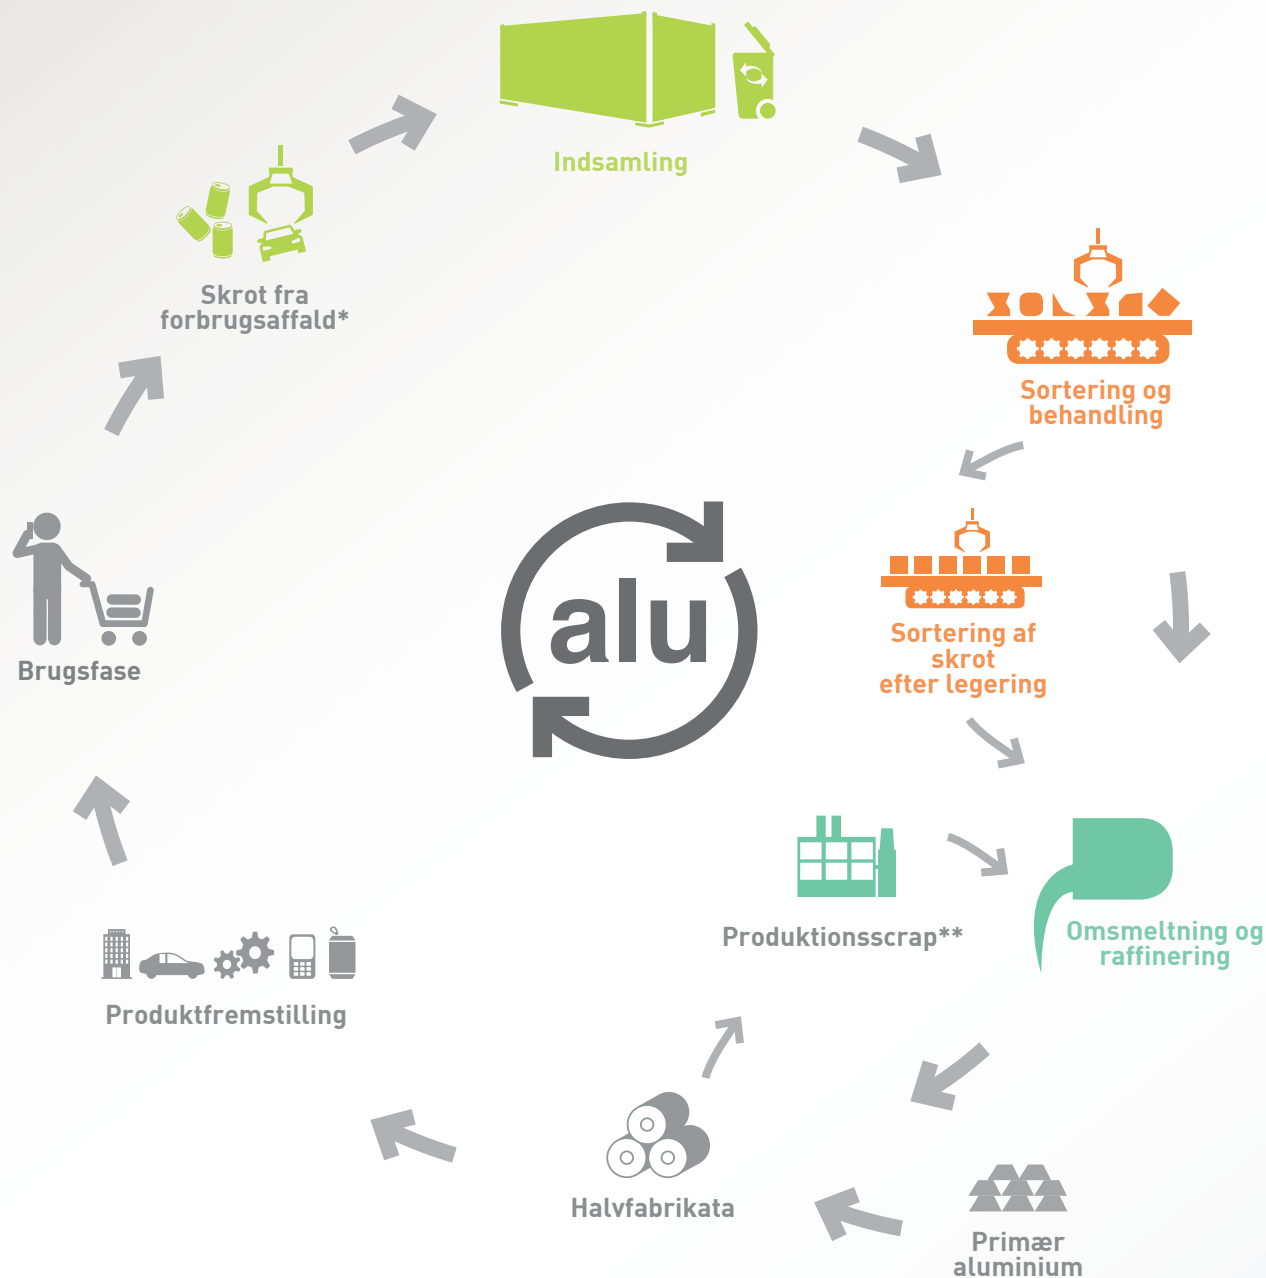 Indsamling
Skrot fra
forbrugsaffald*
Sortering og
behandling
alu
Sortering af
skrot
efter legering
Brugsfase
Produktionsscrap**
Omsmeltning og
raffinering
Produktfremstilling
Halvfabrikata
Primær
aluminium